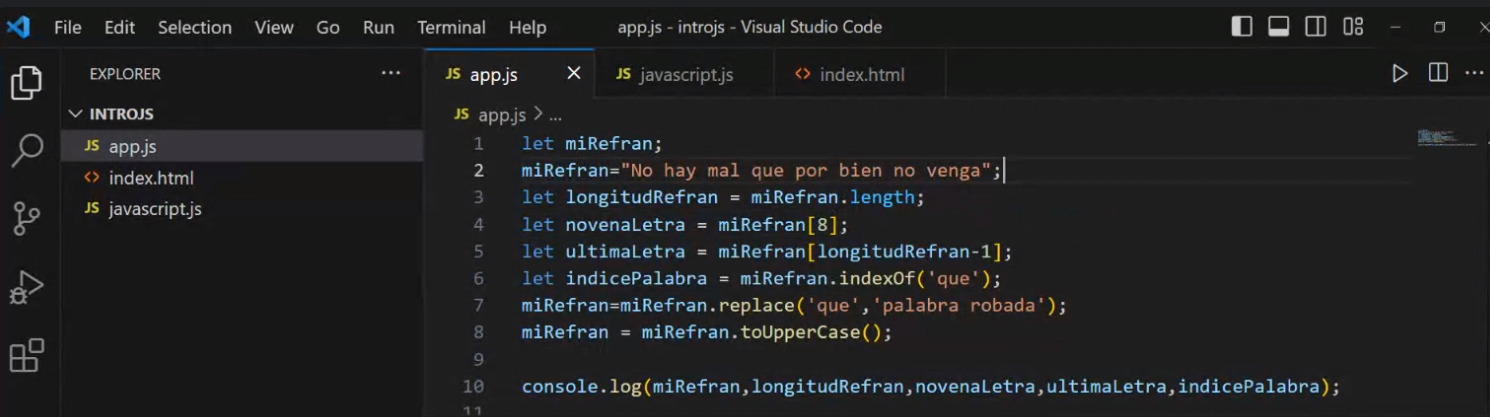 File Edit Selection View Go Run Terminal Help app.js - introjs - Visual Studio Code
EXPLORER
INTROJS
JS app.js
<> index.html
JS javascript.js
JS app.js JS javascript.js <> index.html
JS app.js > ...
1 let miRefran;
2 miRefran="No hay mal que por bien no venga";
3 let longitudRefran = miRefran.length;
4 let novenaLetra = miRefran[8];
5 let ultimaLetra = miRefran[longitudRefran-1];
6 let indicePalabra = miRefran.indexOf('que');
7 miRefran=miRefran.replace('que','palabra robada');
8 miRefran = miRefran.toUpperCase();
9
10 console.log(miRefran,longitudRefran,novenaLetra,ultimaLetra,indicePalabra);
11